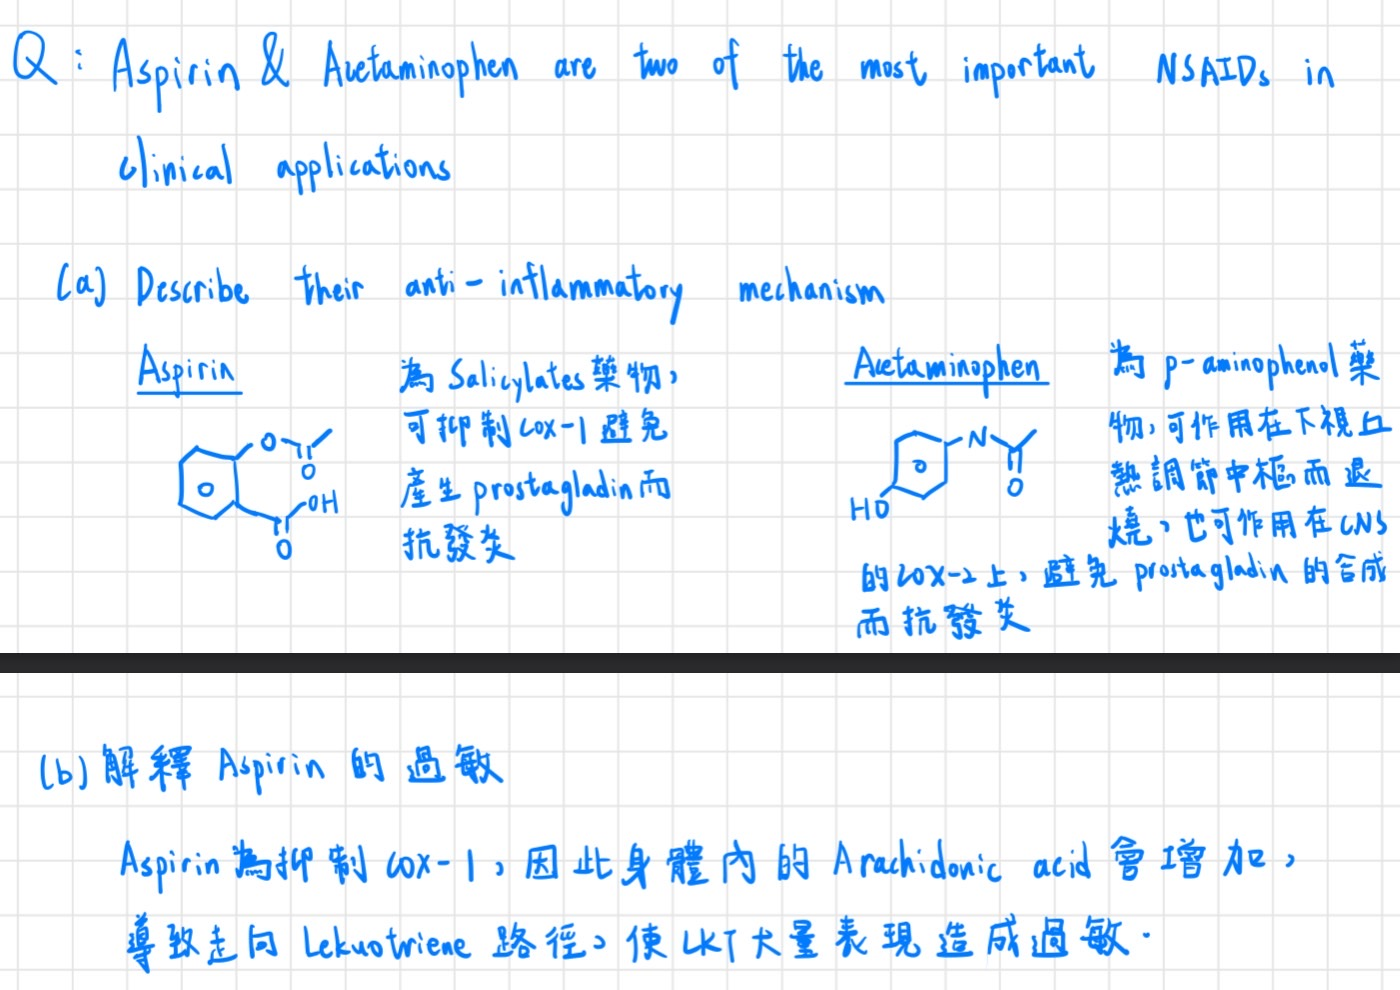 Q: Aspirin & Acetaminophen are two of the most important NSAIDs in
clinical applications
(a) Describe their anti-inflammatory mechanism
Aspirin
為 Salicylates 藥物，
可抑制 cox-1 避免
產生 prostagladin 而
抗發炎
O
O
OH
O
Acetaminophen
為 p-aminophenol 藥
物，可作用在下視丘
熱調節中樞而退
燒，也可作用在 CNS
的 cox-2 上，避免 prostagladin 的合成
而抗發炎
N
O
HO
(b) 解釋 Aspirin 的過敏
Aspirin 為抑制 cox-1，因此身體內的 Arachidonic acid 會增加，
導致走向 Lekuotriene 路徑，使 LKT 大量表現造成過敏.